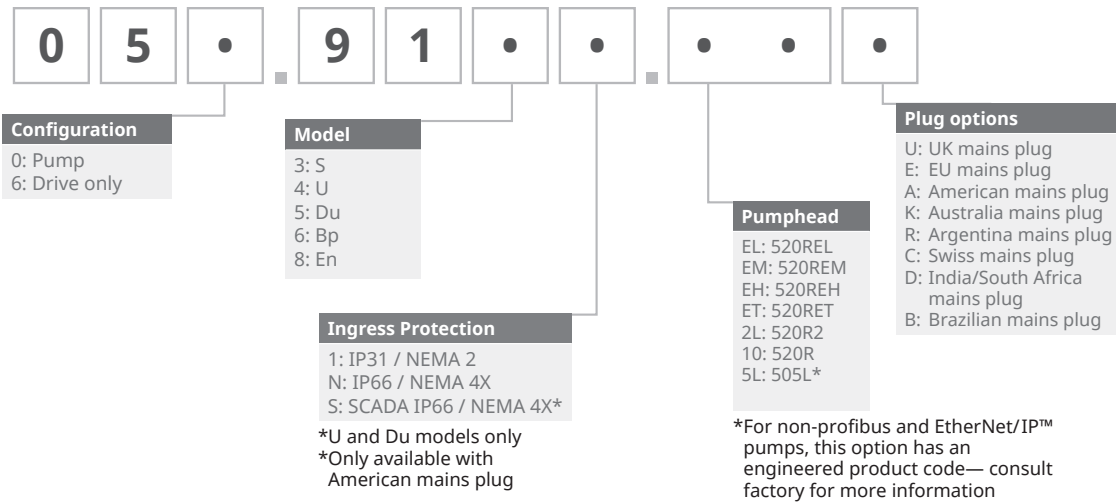 0 5 • . 9 1 • • . • • •
Configuration
0: Pump
6: Drive only
Model
3: S
4: U
5: Du
6: Bp
8: En
Ingress Protection
1: IP31 / NEMA 2
N: IP66 / NEMA 4X
S: SCADA IP66 / NEMA 4X*
*U and Du models only
*Only available with
American mains plug
Pumphead
EL: 520REL
EM: 520REM
EH: 520REH
ET: 520RET
2L: 520R2
10: 520R
5L: 505L*
*For non-profibus and EtherNet/IP™
pumps, this option has an
engineered product code— consult
factory for more information
Plug options
U: UK mains plug
E: EU mains plug
A: American mains plug
K: Australia mains plug
R: Argentina mains plug
C: Swiss mains plug
D: India/South Africa
mains plug
B: Brazilian mains plug